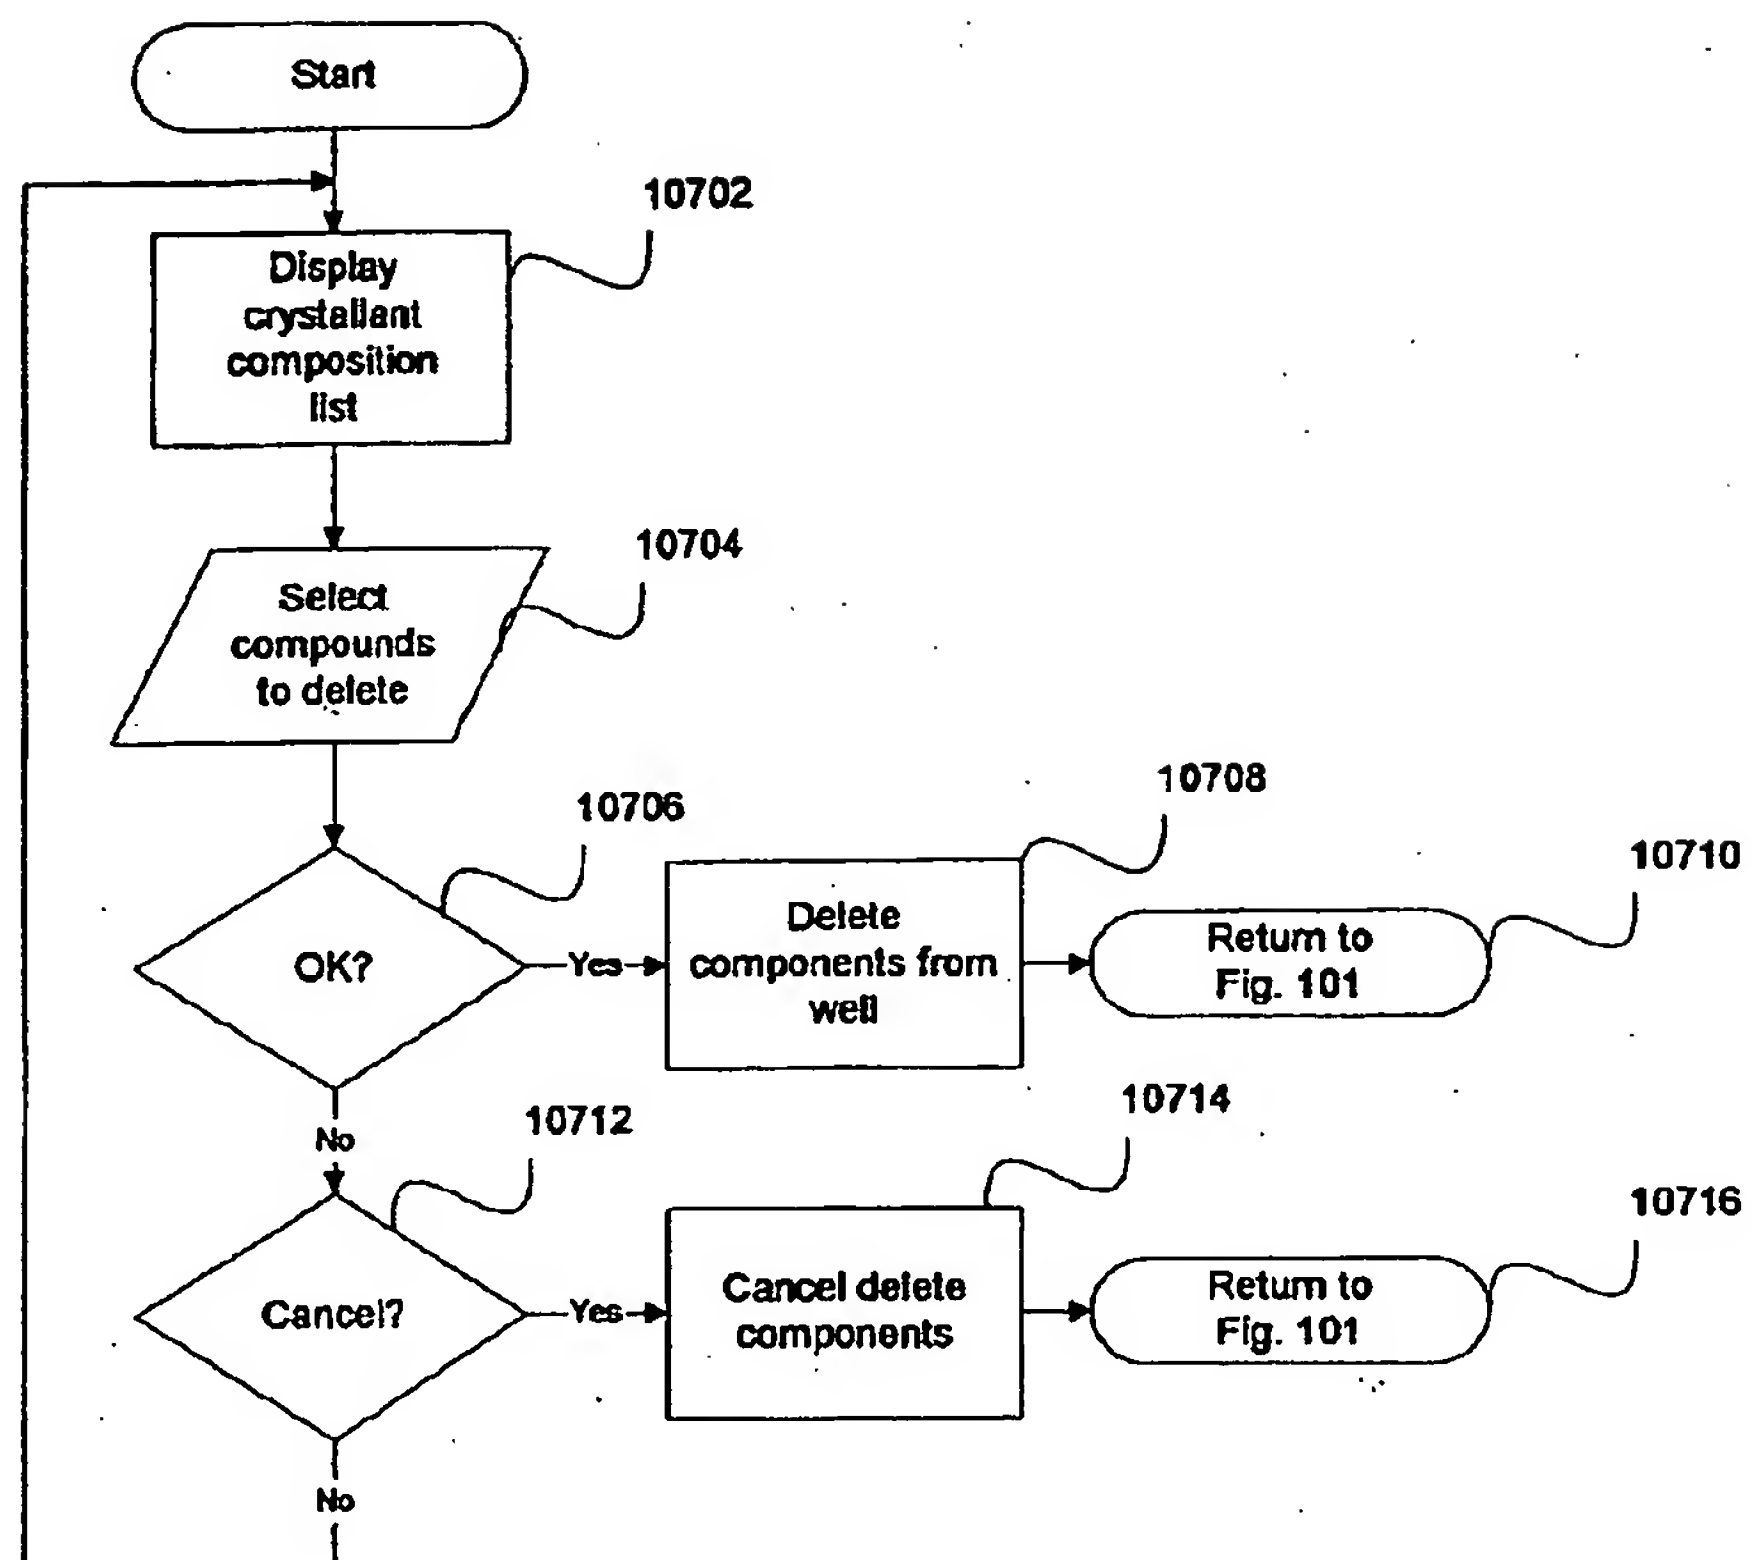 Start
10702
Display
crystallant
composition
list
10704
Select
compounds
to delete
10706
OK?
Yes
10708
Delete
components from
well
10710
Return to
Fig. 101
No
10712
Cancel?
Yes
10714
Cancel delete
components
10716
Return to
Fig. 101
No